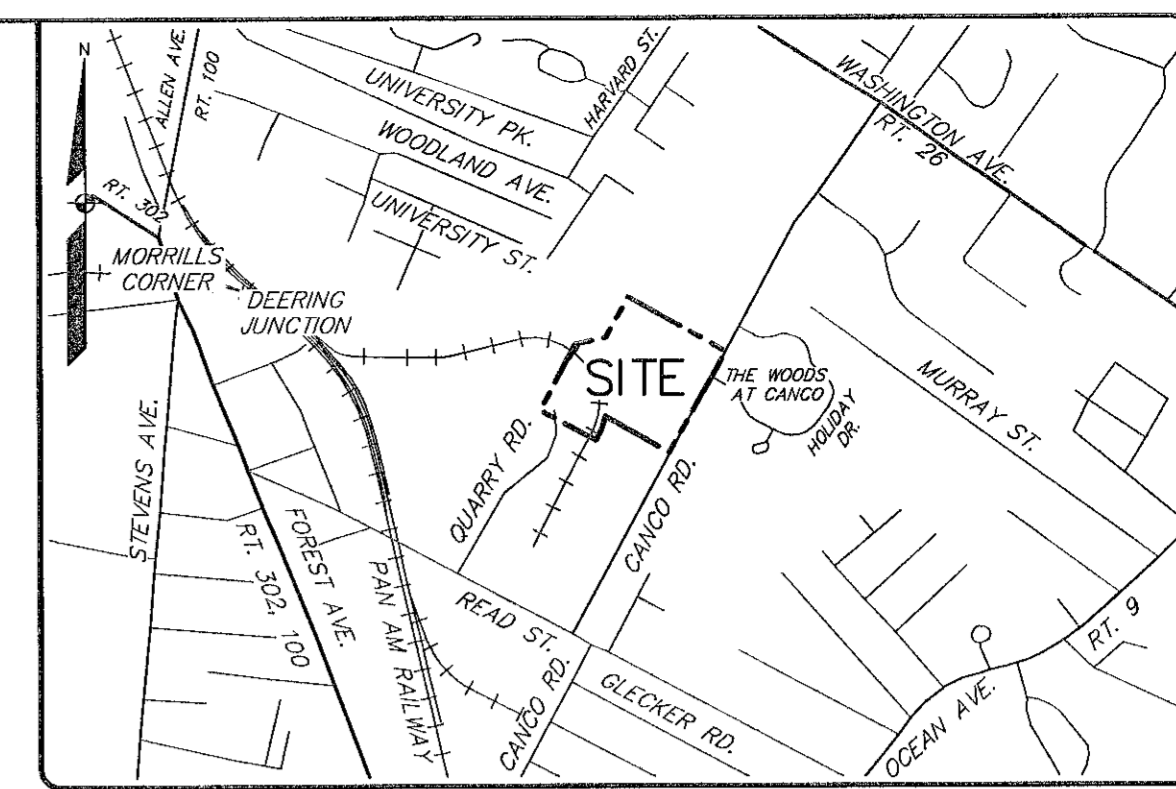 N
ALLEN AVE.
RT. 100
RT. 302
MORRILLS
CORNER
DEERING
JUNCTION
UNIVERSITY PK.
WOODLAND AVE.
UNIVERSITY ST.
HARVARD ST.
WASHINGTON AVE.
RT. 26
SITE
THE WOODS
AT CANCO
HOLIDAY
DR.
MURRAY ST.
QUARRY RD.
CANCO RD.
STEVENS AVE.
FOREST AVE.
RT. 302, 100
PAN AM RAILWAY
READ ST.
CANCO RD.
GLECKER RD.
OCEAN AVE.
RT. 9